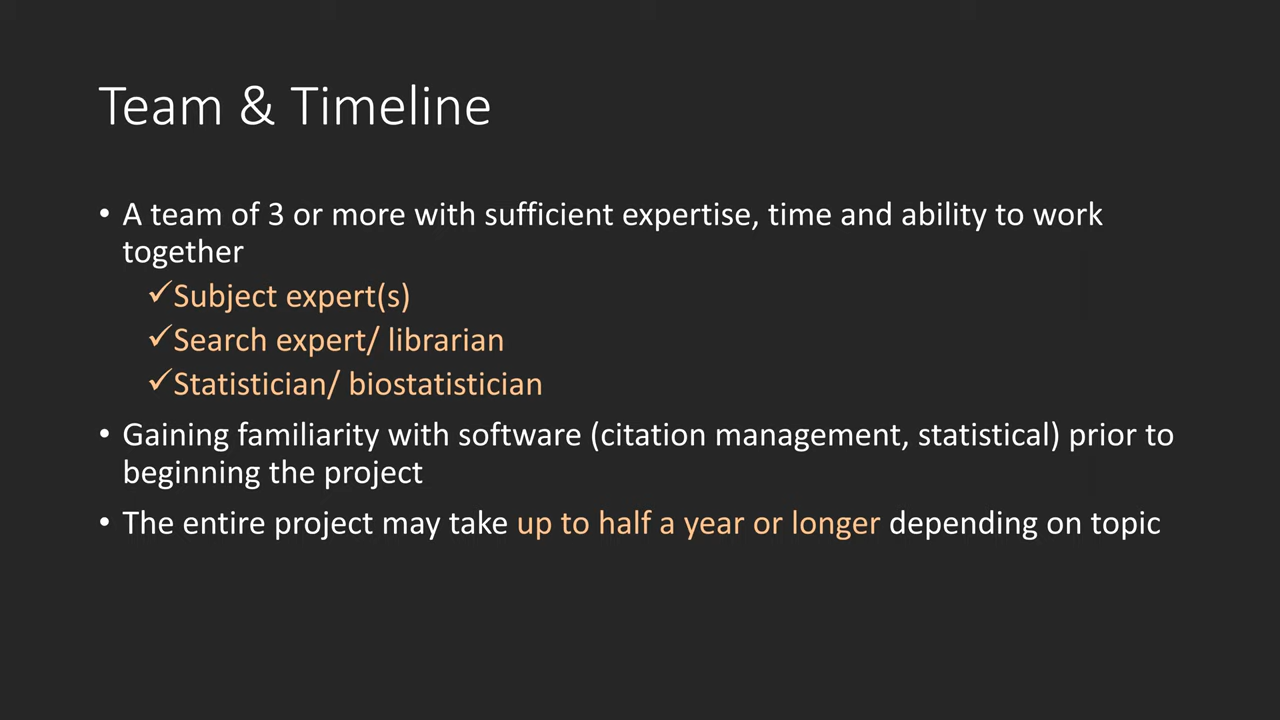 Team & Timeline
• A team of 3 or more with sufficient expertise, time and ability to work
together
✓Subject expert(s)
✓Search expert/ librarian
✓Statistician/ biostatistician
• Gaining familiarity with software (citation management, statistical) prior to
beginning the project
• The entire project may take up to half a year or longer depending on topic